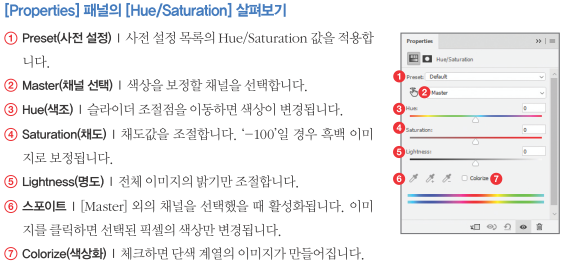 [Properties] 패널의 [Hue/Saturation] 살펴보기
① Preset(사전 설정) | 사전 설정 목록의 Hue/Saturation 값을 적용합
니다.
② Master(채널 선택) | 색상을 보정할 채널을 선택합니다.
③ Hue(색조) | 슬라이더 조절점을 이동하면 색상이 변경됩니다.
④ Saturation(채도) | 채도값을 조절합니다. ‘-100’일 경우 흑백 이미
지로 보정됩니다.
⑤ Lightness(명도) | 전체 이미지의 밝기만 조절합니다.
⑥ 스포이트 | [Master] 외의 채널을 선택했을 때 활성화됩니다. 이미
지를 클릭하면 선택된 픽셀의 색상만 변경됩니다.
⑦ Colorize(색상화) | 체크하면 단색 계열의 이미지가 만들어집니다.
Properties
Hue/Saturation
① Preset: Default
② Master
③ Hue: 0
④ Saturation: 0
⑤ Lightness: 0
⑥ Colorize ⑦